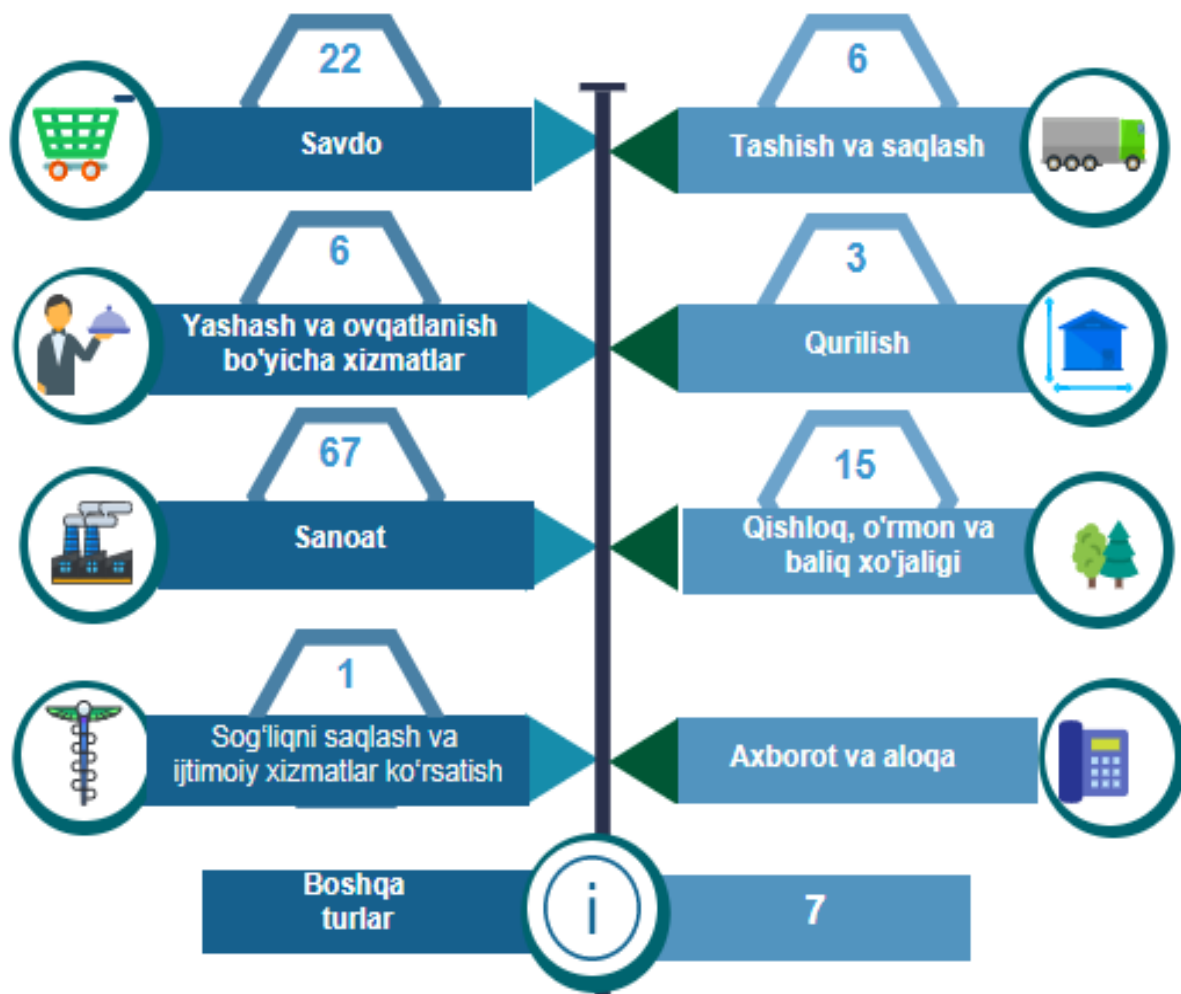 22
Savdo
6
Tashish va saqlash
6
Yashash va ovqatlanish
bo'yicha xizmatlar
3
Qurilish
67
Sanoat
15
Qishloq, o'rmon va
baliq xo'jaligi
1
Sog‘liqni saqlash va
ijtimoiy xizmatlar ko‘rsatish
Axborot va aloqa
Boshqa
turlar
i
7